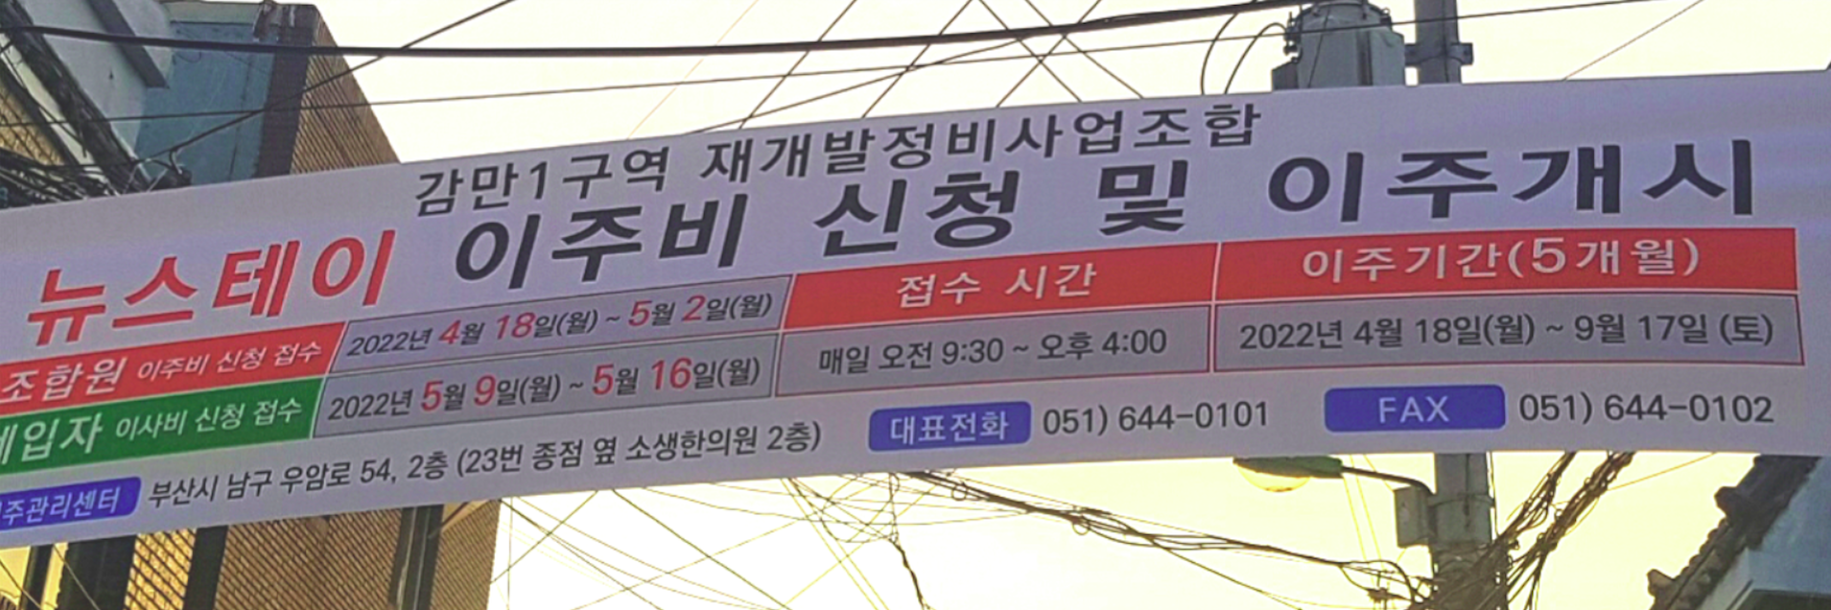 감만1구역 재개발정비사업조합
뉴스테이 이주비 신청 및 이주개시
조합원 이주비 신청 접수 2022년 4월 18일(월) ~ 5월 2일(월) 접수 시간 이주기간(5개월)
이사비 신청 접수 2022년 5월 9일(월) ~ 5월 16일(월) 매일 오전 9:30 ~ 오후 4:00 2022년 4월 18일(월) ~ 9월 17일 (토)
부산시 남구 우암로 54, 2층 (23번 종점 옆 소생한의원 2층) 대표전화 051) 644-0101 FAX 051) 644-0102